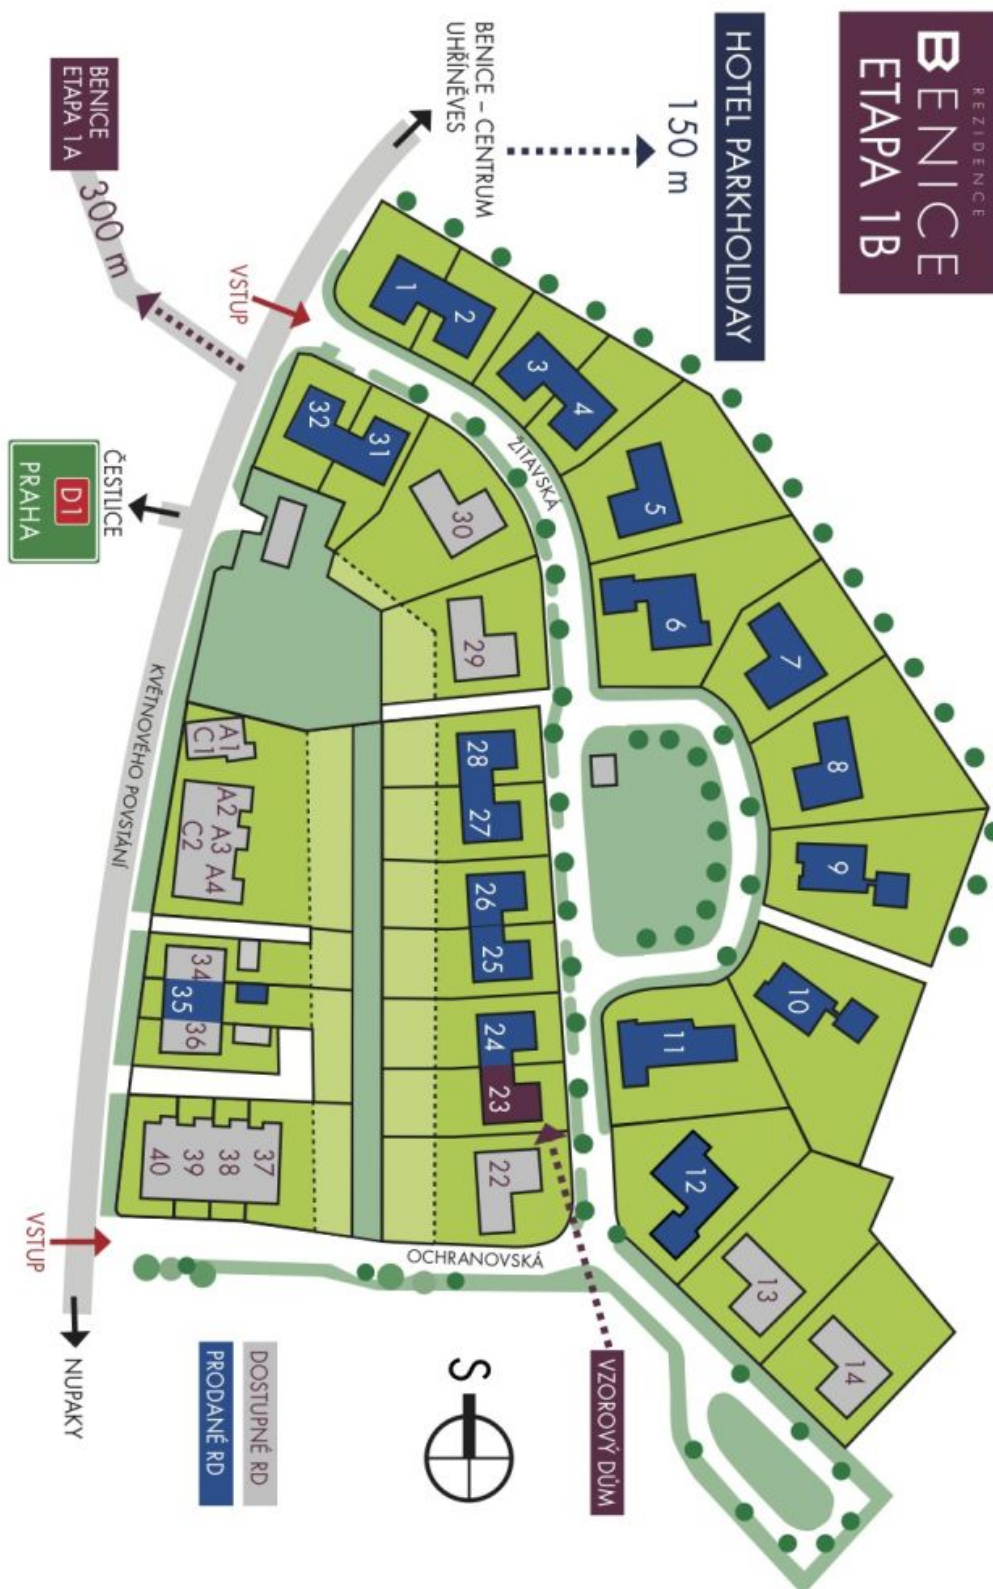 REZIDENCE
BENICE
ETAPA 1B
HOTEL PARKHOLIDAY
150 m
BENICE – CENTRUM
UHŘÍNĚVES
BENICE
ETAPA 1A
300 m
VSTUP
ČESTLICE
D1
PRAHA
KVĚTNOVÉHO POVSTÁNÍ
ŽITAVSKÁ
1
2
3
4
5
6
7
8
9
10
11
12
13
14
32
31
30
29
28
27
26
25
24
23
22
A1
C1
A2
A3
A4
C2
34
35
36
37
38
39
40
OCHRANOVSKÁ
VSTUP
NUPAKY
VZOROVÝ DŮM
S
DOSTUPNÉ RD
PRODANÉ RD